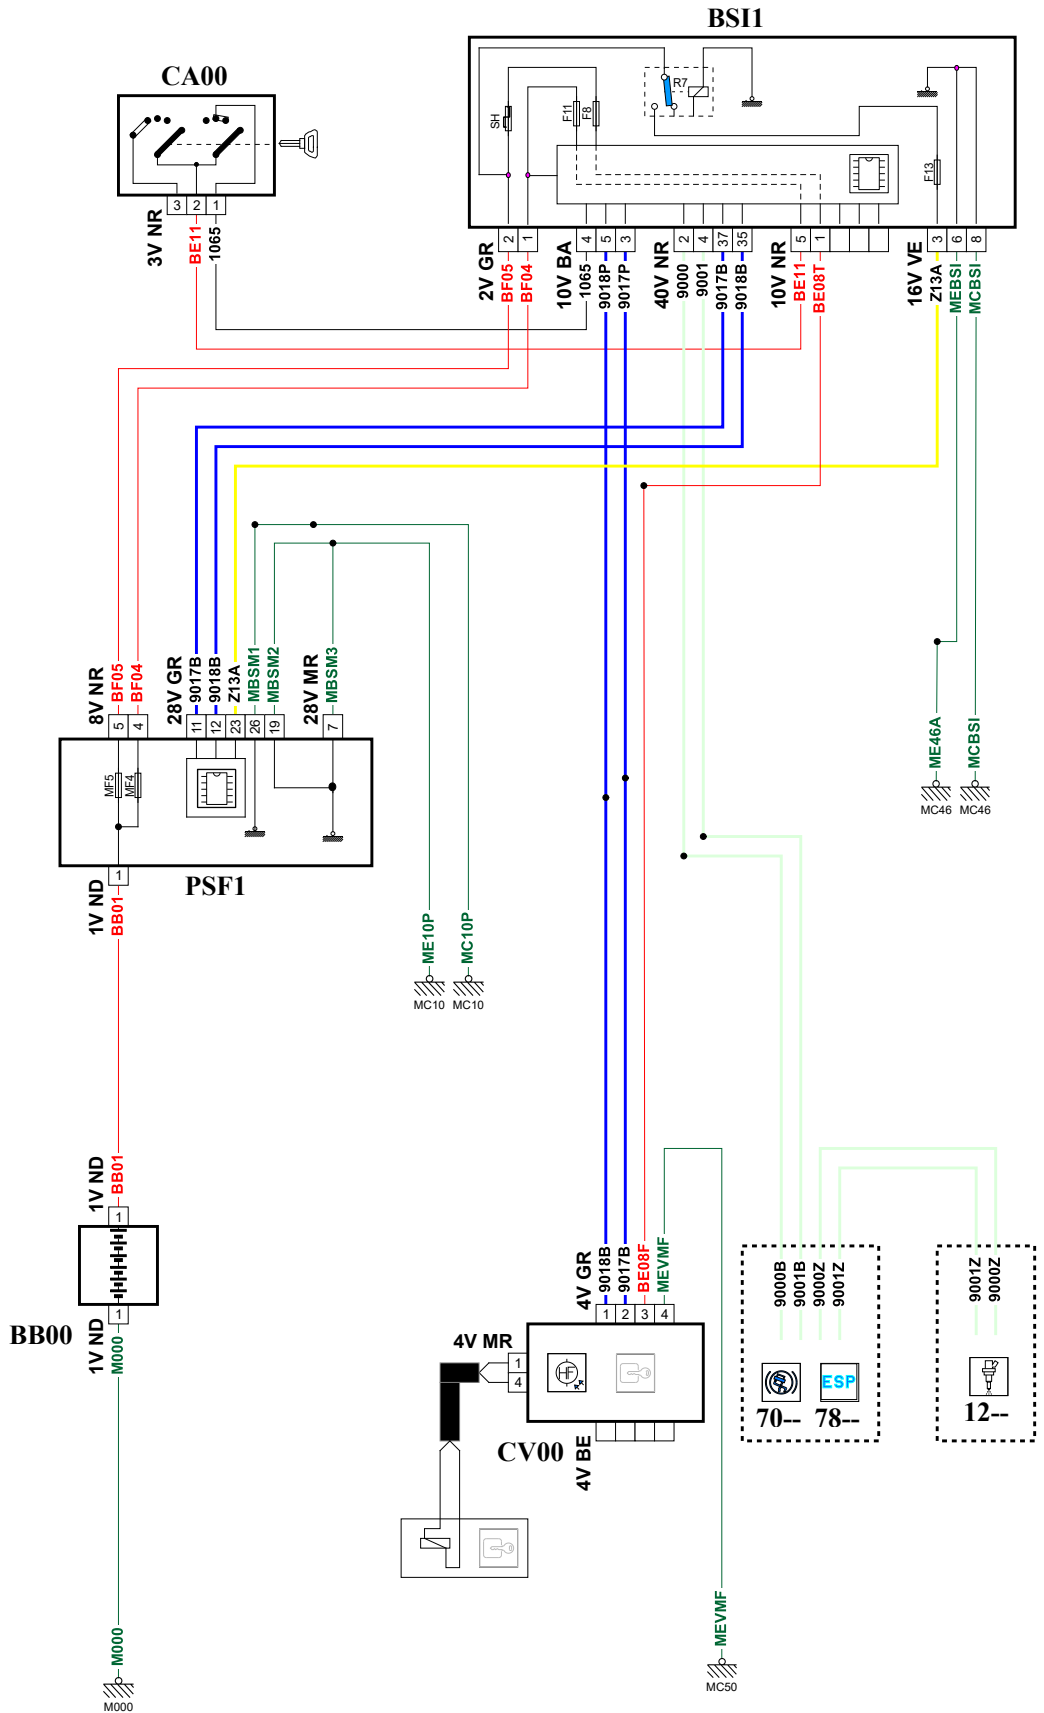 BSI1
CA00
R7
SH
F11
F8
F13
3 2 1
3V NR
BE11
1065
2 1
2V GR
BF05
BF04
4 5 3
10V BA
1065
9018P
9017P
2 4 37 35
40V NR
9000
9001
9017B
9018B
5 1
10V NR
BE11
BE08T
3 6 8
16V VE
Z13A
MEBSI
MCBSI
8V NR
BF05
BF04
28V GR
9017B
9018B
Z13A
MBSM1
MBSM2
28V MR
MBSM3
5 4
11 12 23 26 19
7
MF5
MF4
1
PSF1
1V ND
BB01
ME46A
MCBSI
MC46
MC46
ME10P
MC10P
MC10
MC10
1V ND
BB01
1
1
BB00
1V ND
M000
M000
M000
4V GR
9018B
9017B
BE08F
MEVMF
1 2 3 4
4V MR
1
4
CV00
4V BE
9000B
9001B
9000Z
9001Z
ESP
70--
78--
9001Z
9000Z
12--
MEVMF
MC50